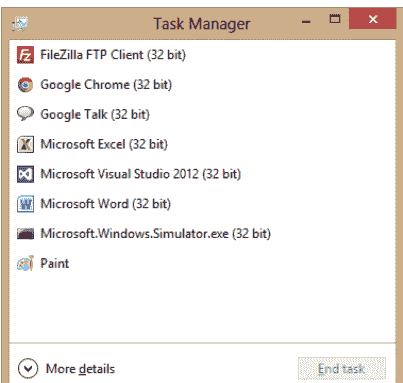 Task Manager
FileZilla FTP Client (32 bit)
Google Chrome (32 bit)
Google Talk (32 bit)
Microsoft Excel (32 bit)
Microsoft Visual Studio 2012 (32 bit)
Microsoft Word (32 bit)
Microsoft.Windows.Simulator.exe (32 bit)
Paint
More details
End task